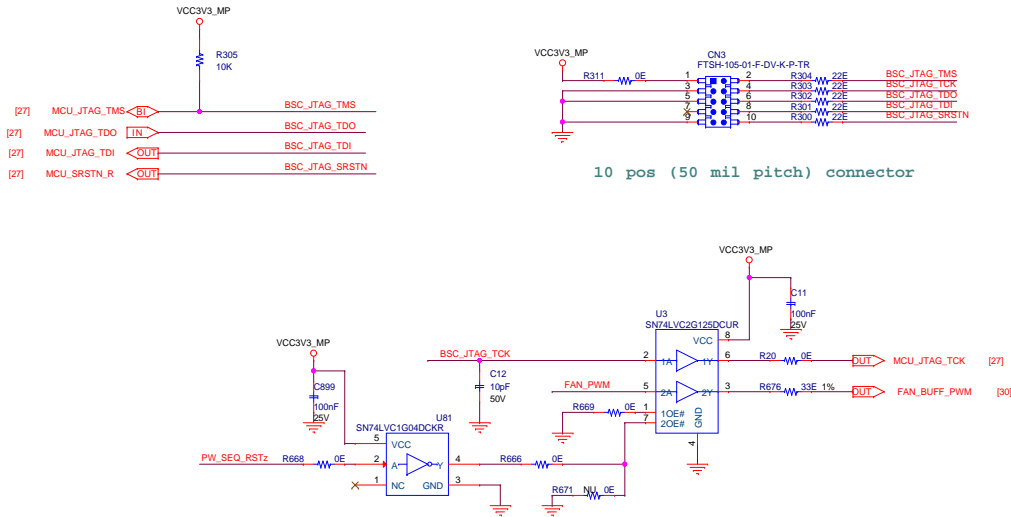 VCC3V3_MP
R305
10K
[27] MCU_JTAG_TMS BI BSC_JTAG_TMS
[27] MCU_JTAG_TDO IN BSC_JTAG_TDO
[27] MCU_JTAG_TDI OUT BSC_JTAG_TDI
[27] MCU_SRSTN_R OUT BSC_JTAG_SRSTN
VCC3V3_MP
CN3
FTSH-105-01-F-DV-K-P-TR
R311 0E 1 2 R304 22E BSC_JTAG_TMS
3 4 R303 22E BSC_JTAG_TCK
5 6 R302 22E BSC_JTAG_TDO
7 8 R301 22E BSC_JTAG_TDI
9 10 R300 22E BSC_JTAG_SRSTN
10 pos (50 mil pitch) connector
VCC3V3_MP
C11
100nF
25V
U3
SN74LVC2G125DCUR
VCC 8
BSC_JTAG_TCK 2 1A 1Y 6 R20 0E OUT MCU_JTAG_TCK [27]
FAN_PWM 5 2A 2Y 3 R676 33E 1% OUT FAN_BUFF_PWM [30]
R669 0E 1 1OE#
7 2OE#
GND
4
C12
10pF
50V
VCC3V3_MP
C899
100nF
25V
U81
SN74LVC1G04DCKR
5 VCC
PW_SEQ_RSTz R668 0E 2 A Y 4 R666 0E
1 NC GND 3
R671 NU 0E